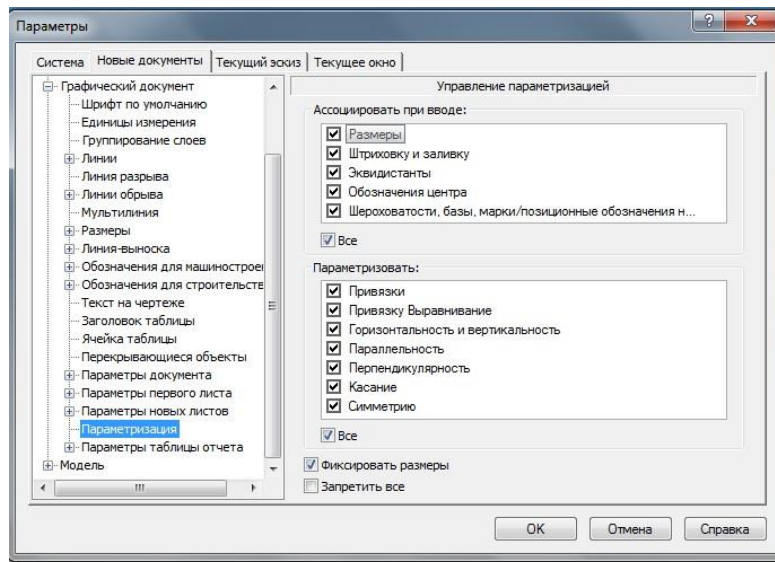 Параметры
Система Новые документы Текущий эскиз Текущее окно
Графический документ
Шрифт по умолчанию
Единицы измерения
Группирование слоев
Линии
Линия разрыва
Линии обрыва
Мультилиния
Размеры
Линия-выноска
Обозначения для машинострое
Обозначения для строительств
Текст на чертеже
Заголовок таблицы
Ячейка таблицы
Перекрывающиеся объекты
Параметры документа
Параметры первого листа
Параметры новых листов
Параметризация
Параметры таблицы отчета
Модель
Управление параметризацией
Ассоциировать при вводе:
Размеры
Штриховку и заливку
Эквидистанты
Обозначения центра
Шероховатости, базы, марки/позиционные обозначения н...
Все
Параметризовать:
Привязки
Привязку Выравнивание
Горизонтальность и вертикальность
Параллельность
Перпендикулярность
Касание
Симметрию
Все
Фиксировать размеры
Запретить все
OK Отмена Справка